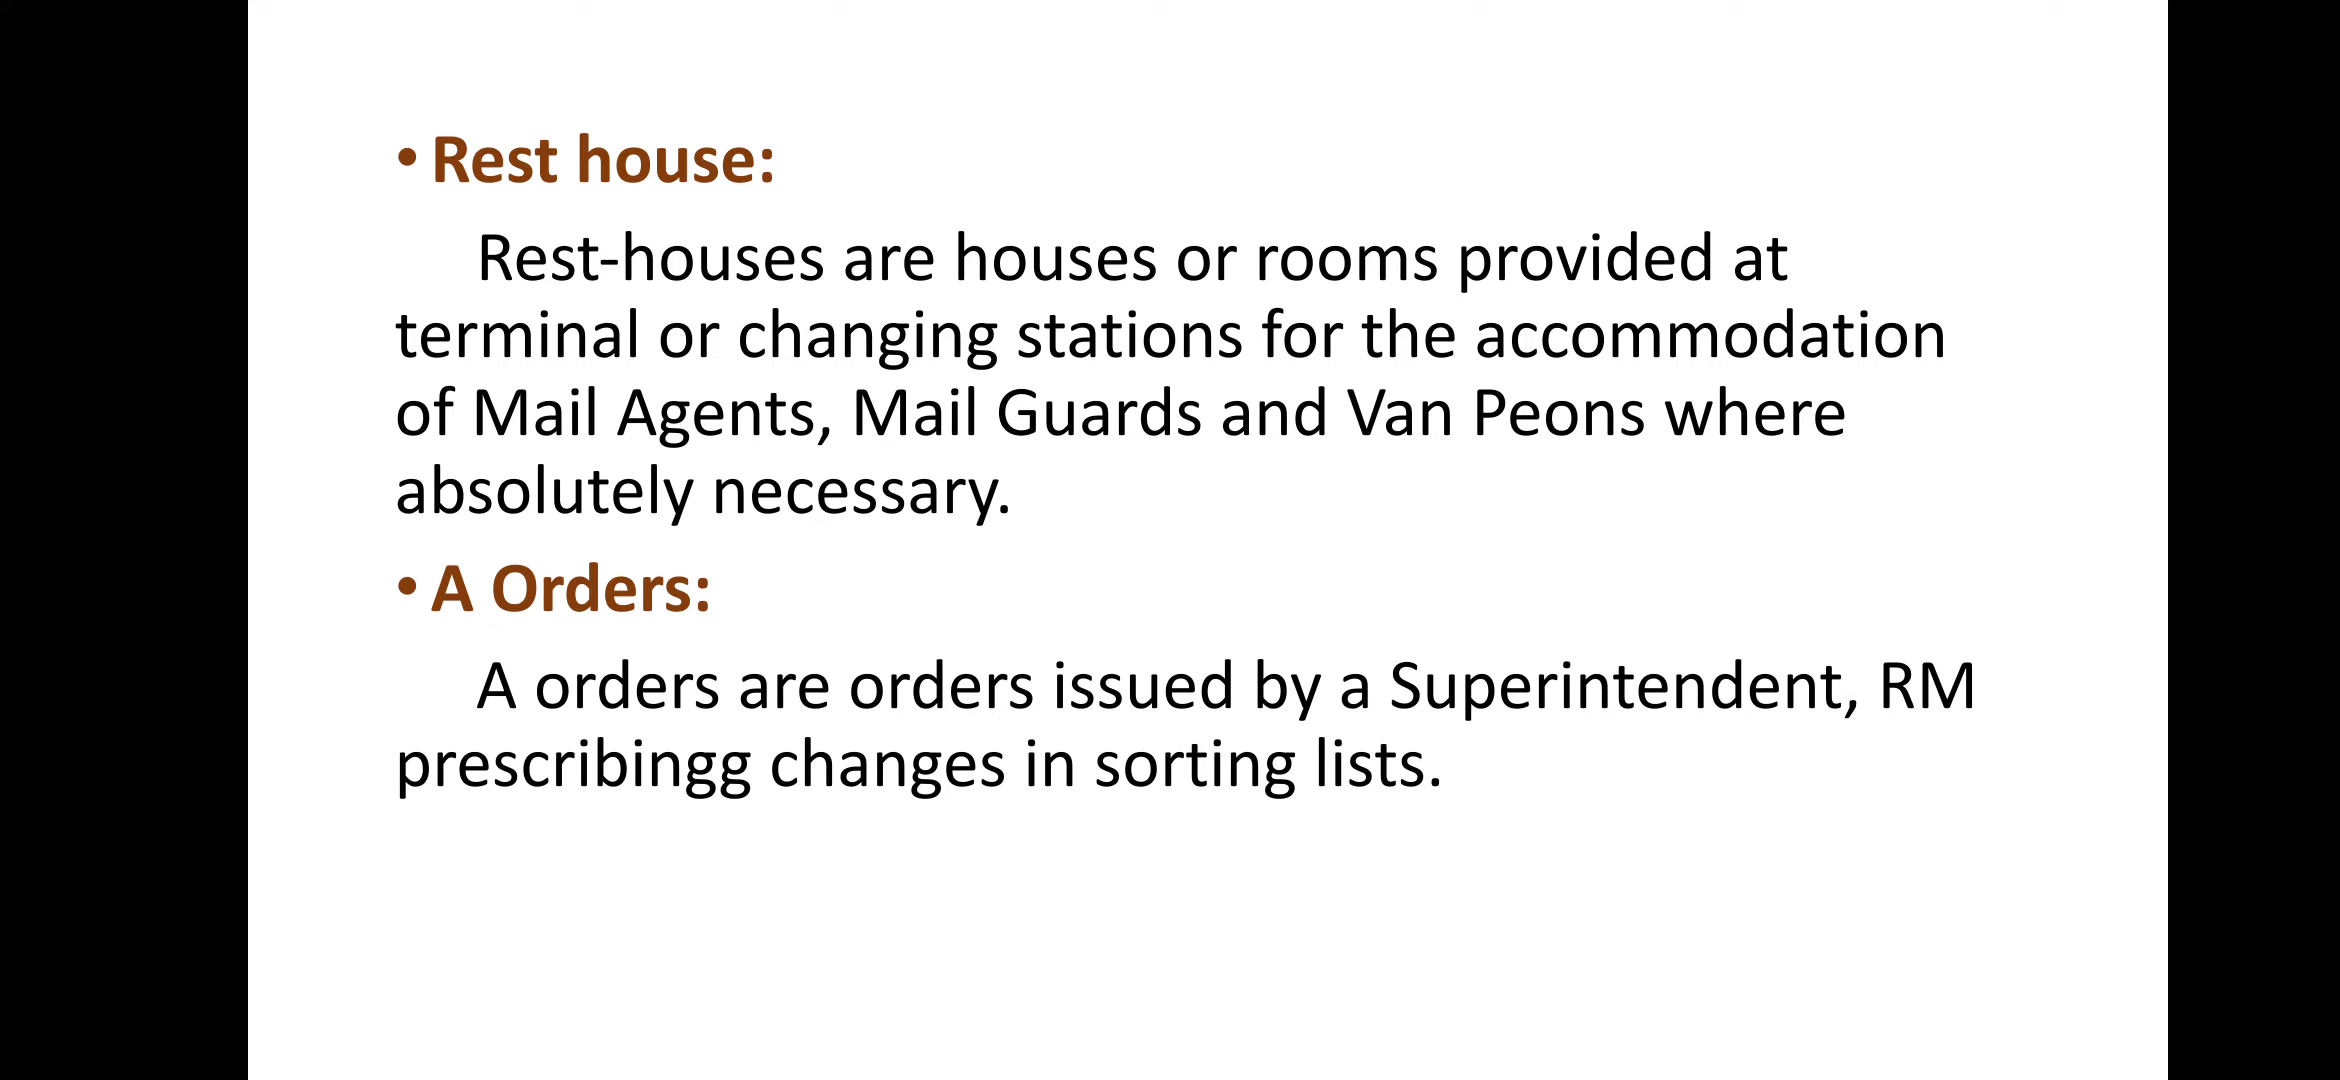 • Rest house:
Rest-houses are houses or rooms provided at
terminal or changing stations for the accommodation
of Mail Agents, Mail Guards and Van Peons where
absolutely necessary.
• A Orders:
A orders are orders issued by a Superintendent, RM
prescribingg changes in sorting lists.